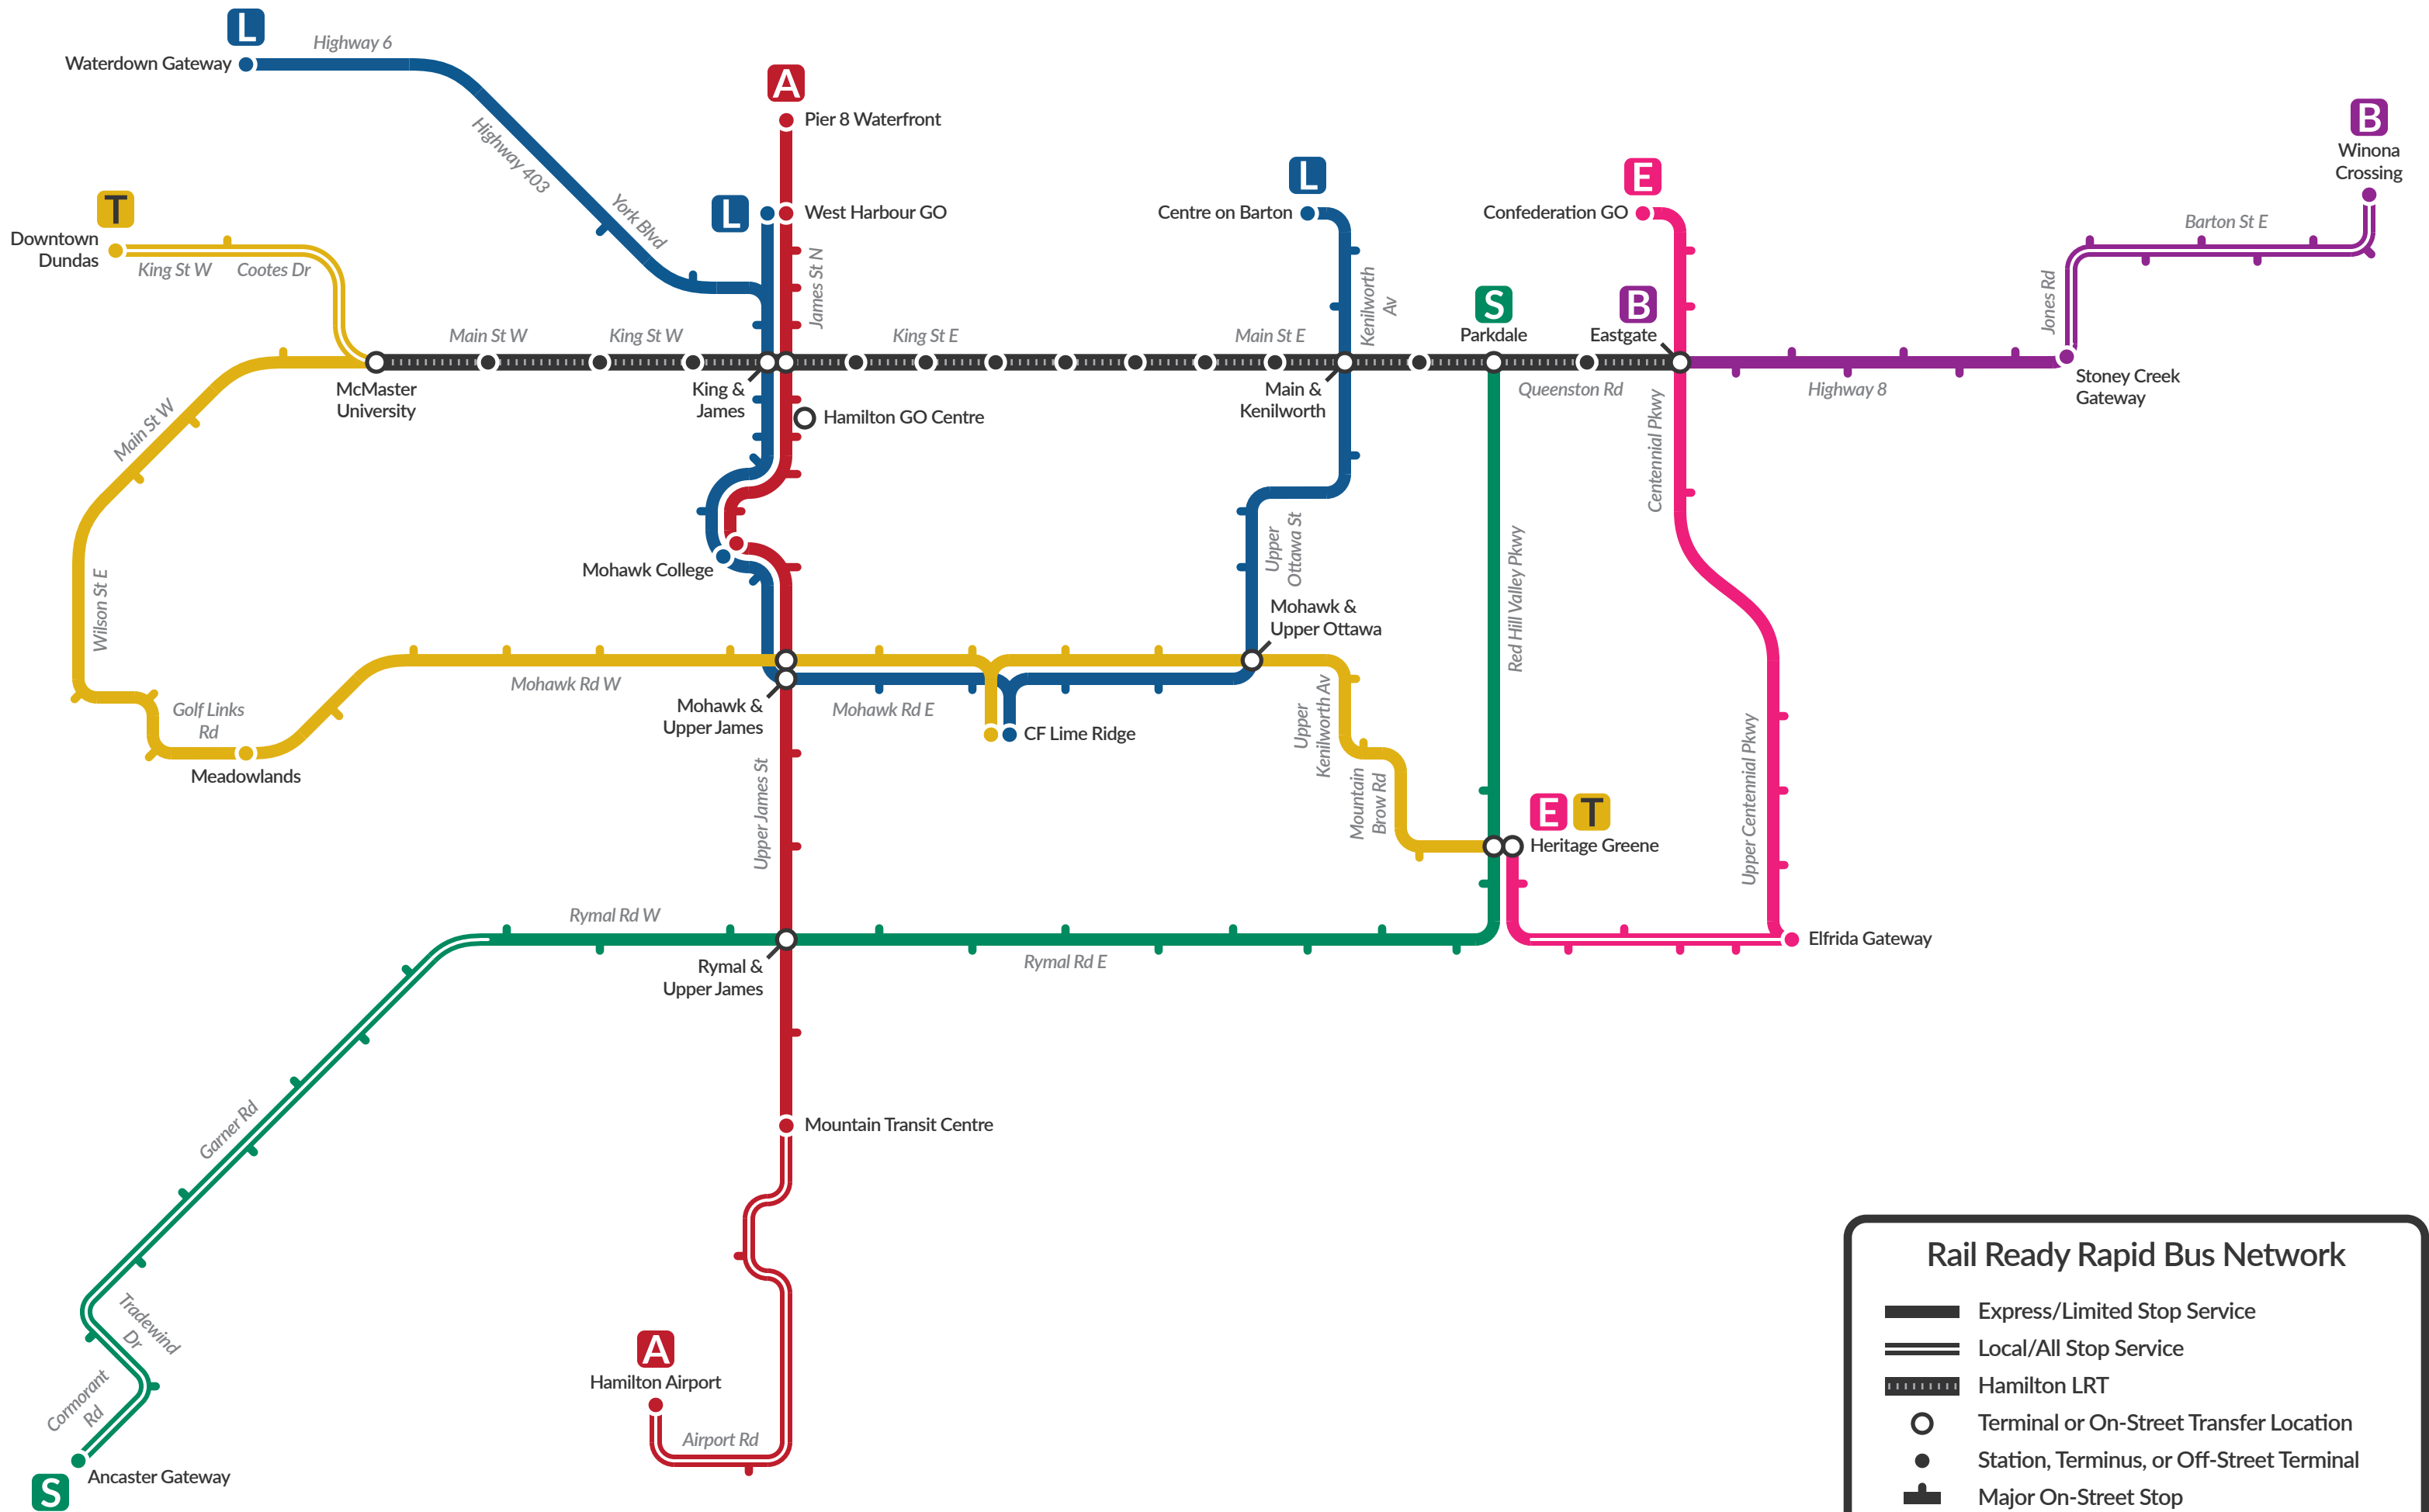 L
Highway 6
Waterdown Gateway
A
Pier 8 Waterfront
Highway 403
York Blvd
B
Winona
Crossing
L
Centre on Barton
E
Confederation GO
T
Downtown
Dundas
King St W
Cootes Dr
L
West Harbour GO
James St N
Barton St E
Jones Rd
Kenilworth
Av
S
Parkdale
B
Eastgate
Main St W
King St W
King St E
Main St E
McMaster
University
King &
James
Hamilton GO Centre
Main &
Kenilworth
Queenston Rd
Highway 8
Stoney Creek
Gateway
Main St W
Centennial Pkwy
Wilson St E
Mohawk College
Upper
Ottawa St
Red Hill Valley Pkwy
Mohawk &
Upper Ottawa
Golf Links
Rd
Meadowlands
Mohawk Rd W
Mohawk &
Upper James
Mohawk Rd E
CF Lime Ridge
Upper
Kenilworth Av
Mountain
Brow Rd
Upper James St
Upper Centennial Pkwy
E
T
Heritage Greene
Rymal Rd W
Rymal &
Upper James
Rymal Rd E
Elfrida Gateway
Garner Rd
Mountain Transit Centre
Tradewind
Dr
Cormorant
Rd
A
Hamilton Airport
Airport Rd
S
Ancaster Gateway
Rail Ready Rapid Bus Network
Express/Limited Stop Service
Local/All Stop Service
Hamilton LRT
Terminal or On-Street Transfer Location
Station, Terminus, or Off-Street Terminal
Major On-Street Stop